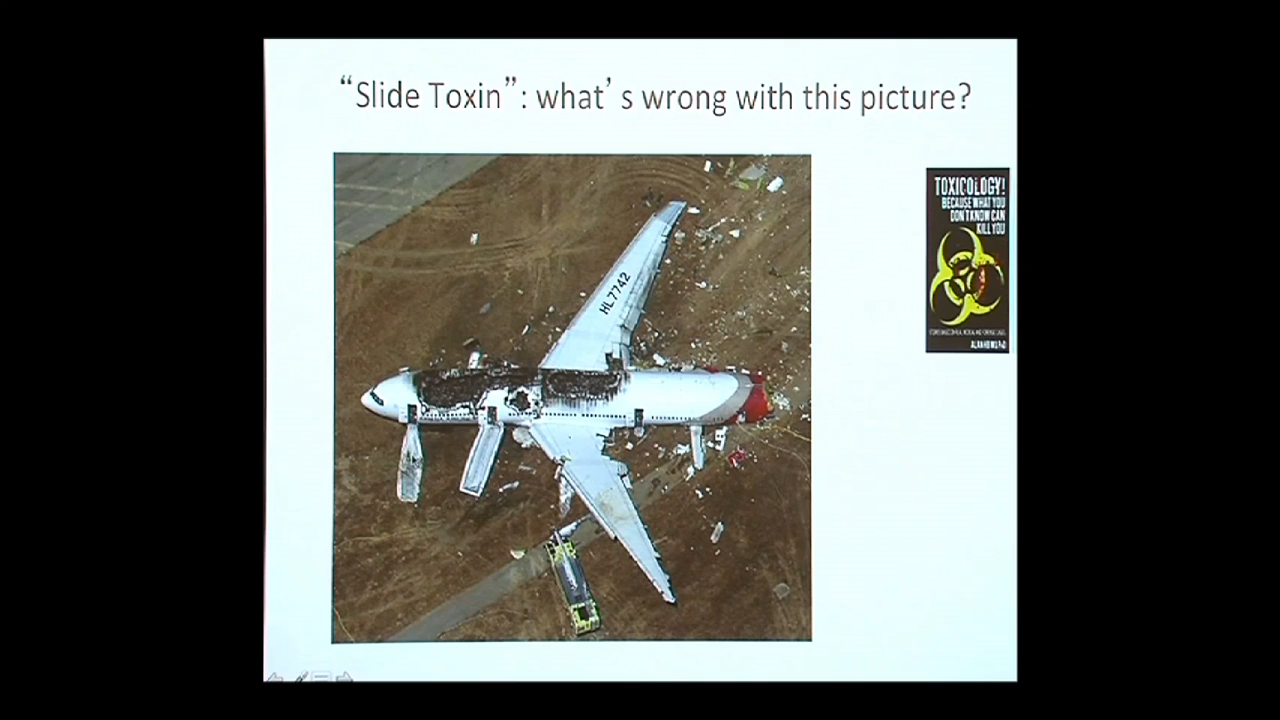 “Slide Toxin”: what’s wrong with this picture?
HL7742
TOXICOLOGY!
BECAUSE WHAT YOU
DON'T KNOW CAN
KILL YOU